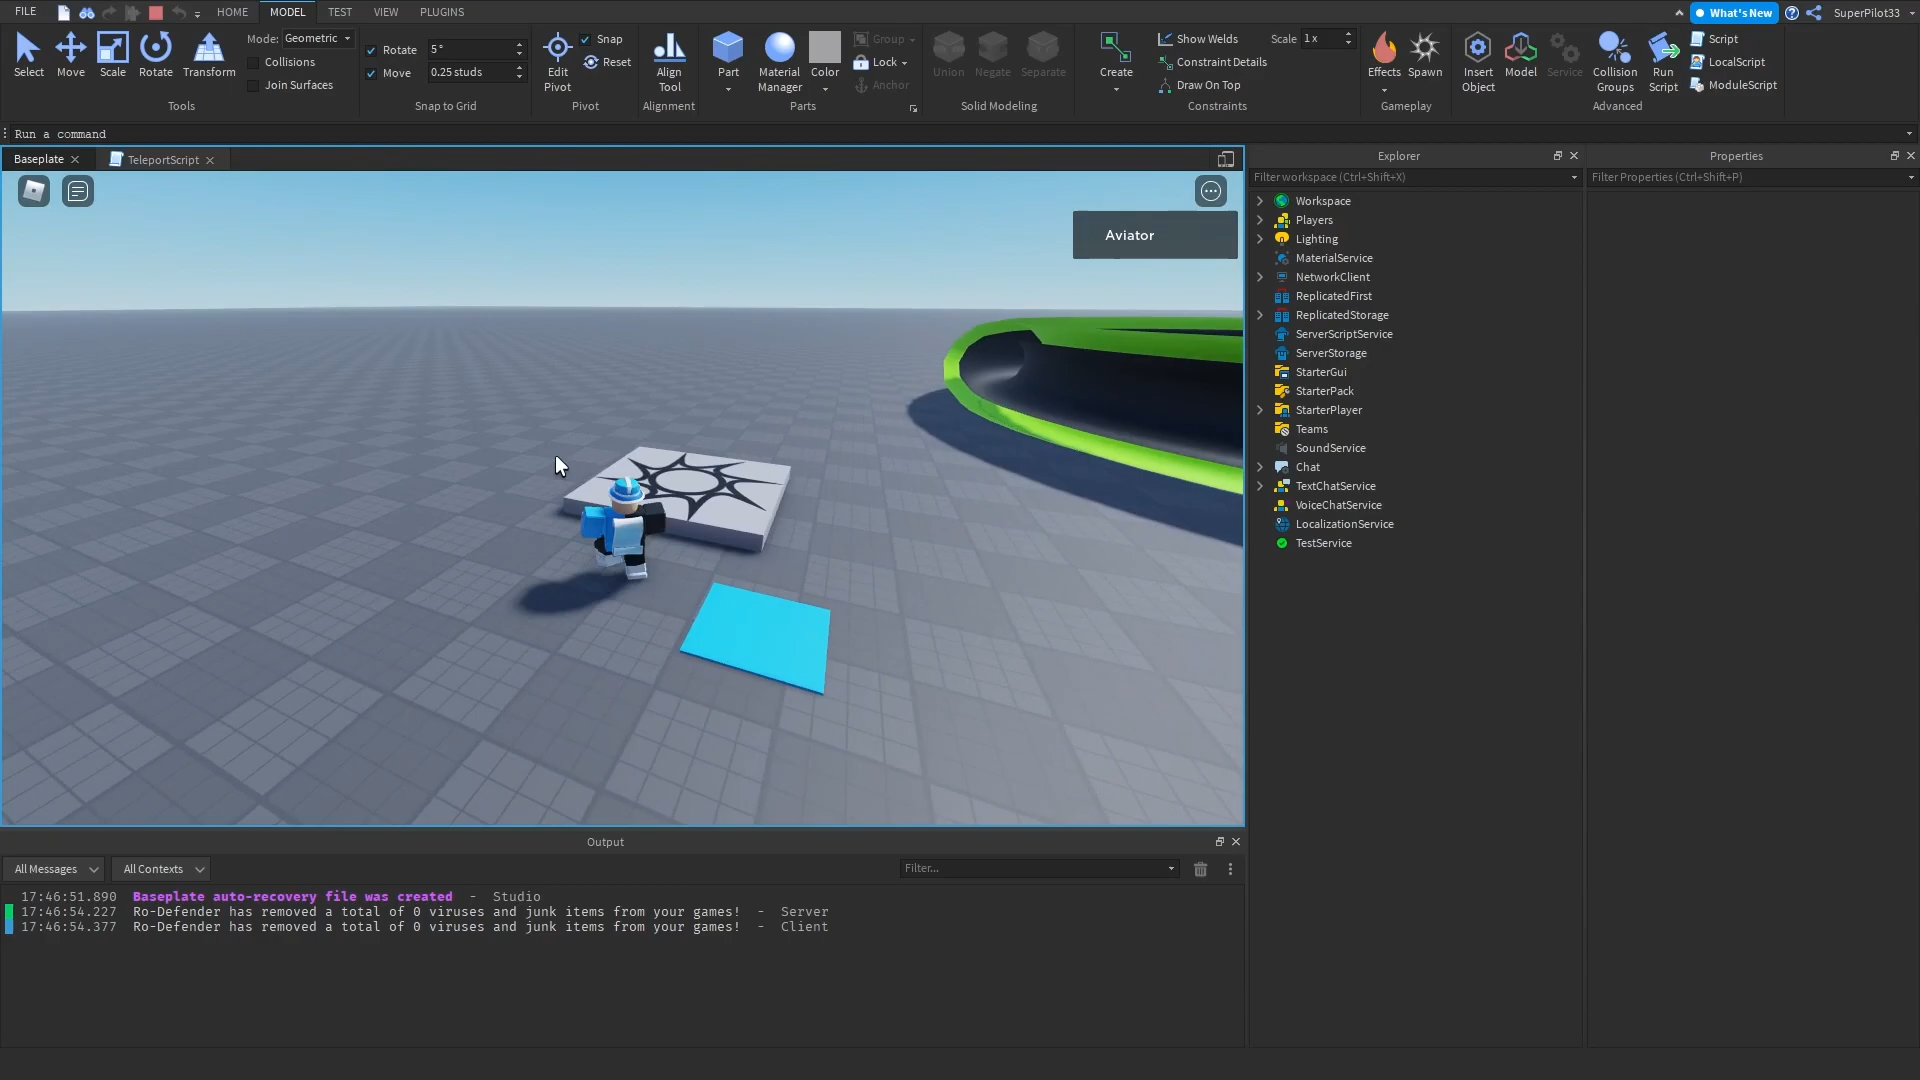 FILE HOME MODEL TEST VIEW PLUGINS What's New SuperPilot33
Select Move Scale Rotate Transform
Mode: Geometric
Collisions
Join Surfaces
Tools
Rotate 5°
Move 0.25 studs
Snap to Grid
Edit Pivot
Snap
Reset
Pivot
Align Tool
Alignment
Part Material Manager Color
Group
Lock
Anchor
Parts
Union Negate Separate
Solid Modeling
Create
Show Welds Scale 1 x
Constraint Details
Draw On Top
Constraints
Effects Spawn
Gameplay
Insert Object Model Service Collision Groups Run Script
Script
LocalScript
ModuleScript
Advanced
Run a command
Baseplate TeleportScript
Aviator
Explorer
Filter workspace (Ctrl+Shift+X)
Workspace
Players
Lighting
MaterialService
NetworkClient
ReplicatedFirst
ReplicatedStorage
ServerScriptService
ServerStorage
StarterGui
StarterPack
StarterPlayer
Teams
SoundService
Chat
TextChatService
VoiceChatService
LocalizationService
TestService
Properties
Filter Properties (Ctrl+Shift+P)
Output
All Messages All Contexts Filter...
17:46:51.890 Baseplate auto-recovery file was created - Studio
17:46:54.227 Ro-Defender has removed a total of 0 viruses and junk items from your games! - Server
17:46:54.377 Ro-Defender has removed a total of 0 viruses and junk items from your games! - Client